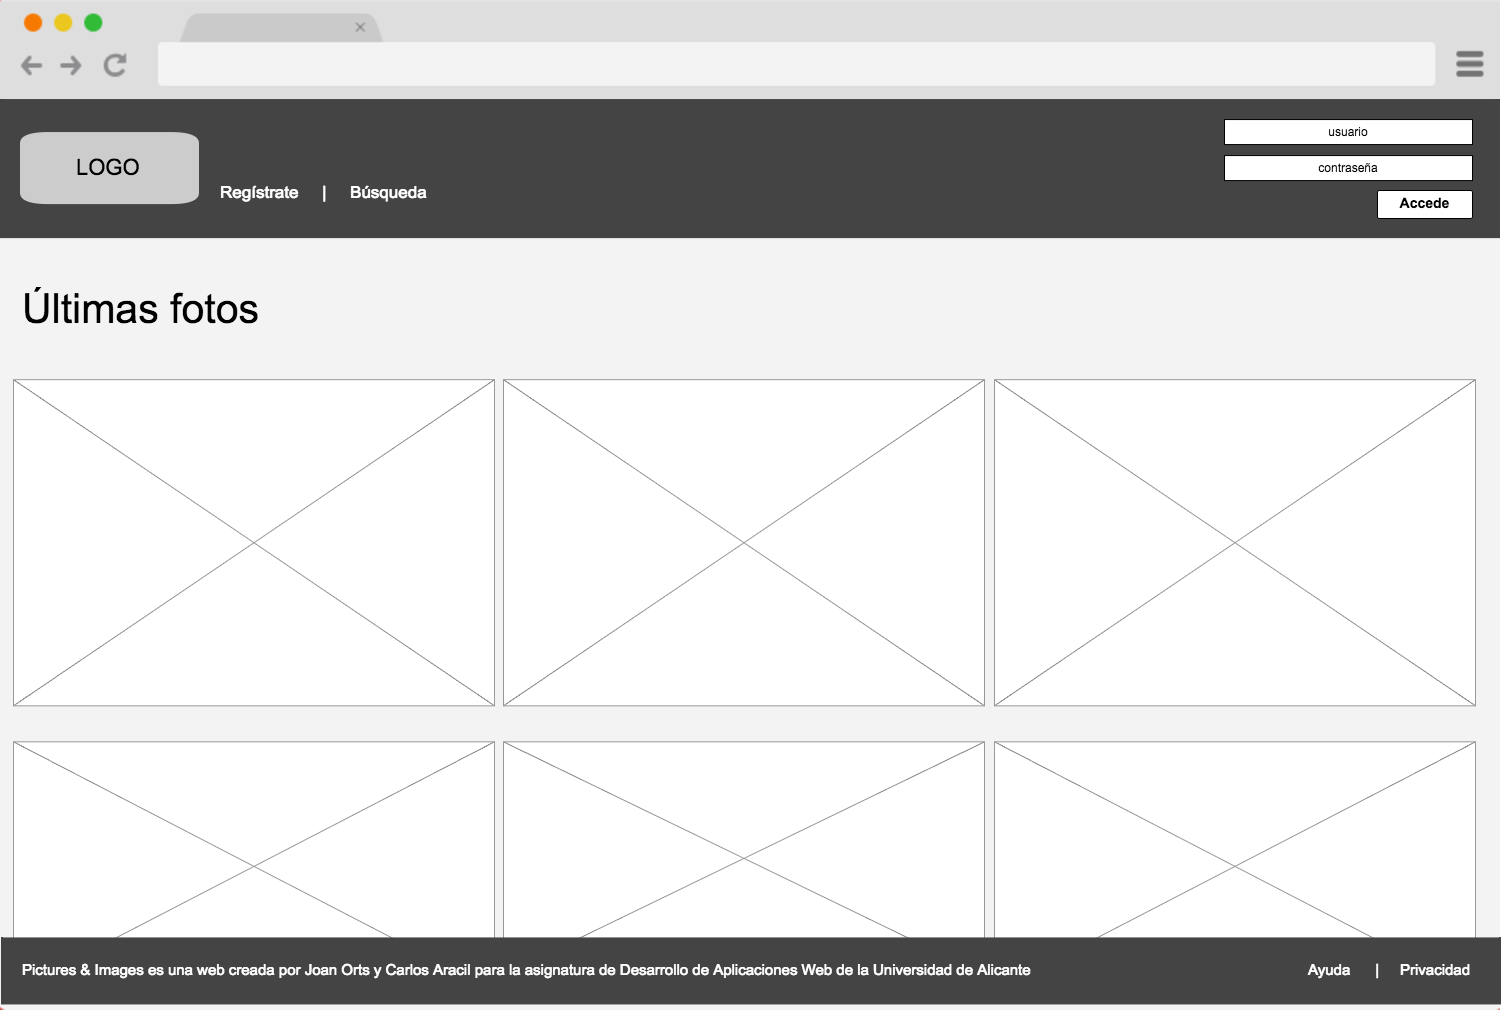 LOGO
Regístrate | Búsqueda
usuario
contraseña
Accede
Últimas fotos
Pictures & Images es una web creada por Joan Orts y Carlos Aracil para la asignatura de Desarrollo de Aplicaciones Web de la Universidad de Alicante
Ayuda | Privacidad